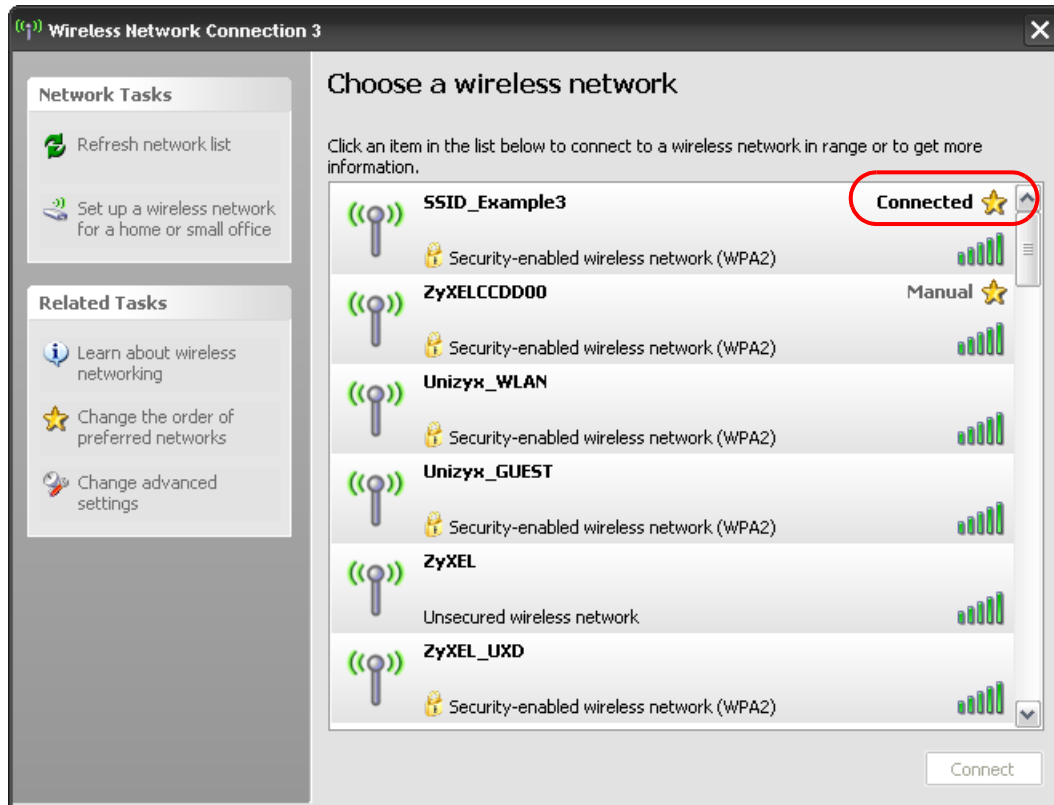 Wireless Network Connection 3
Network Tasks
Refresh network list
Set up a wireless network
for a home or small office
Related Tasks
Learn about wireless
networking
Change the order of
preferred networks
Change advanced
settings
Choose a wireless network
Click an item in the list below to connect to a wireless network in range or to get more
information.
SSID_Example3 Connected
Security-enabled wireless network (WPA2)
ZyXELCCDD00 Manual
Security-enabled wireless network (WPA2)
Unizyx_WLAN
Security-enabled wireless network (WPA2)
Unizyx_GUEST
Security-enabled wireless network (WPA2)
ZyXEL
Unsecured wireless network
ZyXEL_UXD
Security-enabled wireless network (WPA2)
Connect